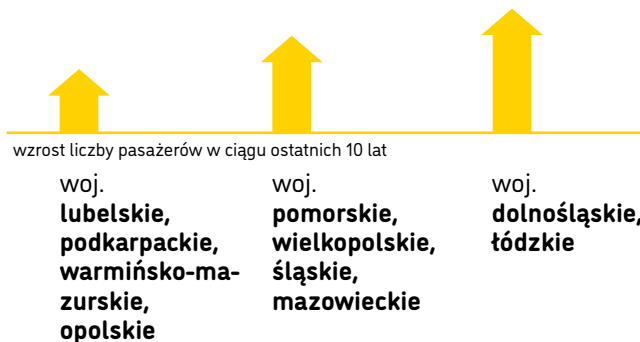 wzrost liczby pasażerów w ciągu ostatnich 10 lat
woj.
lubelskie,
podkarpackie,
warmińsko-ma-
zurskie,
opolskie
woj.
pomorskie,
wielkopolskie,
śląskie,
mazowieckie
woj.
dolnośląskie,
łódzkie